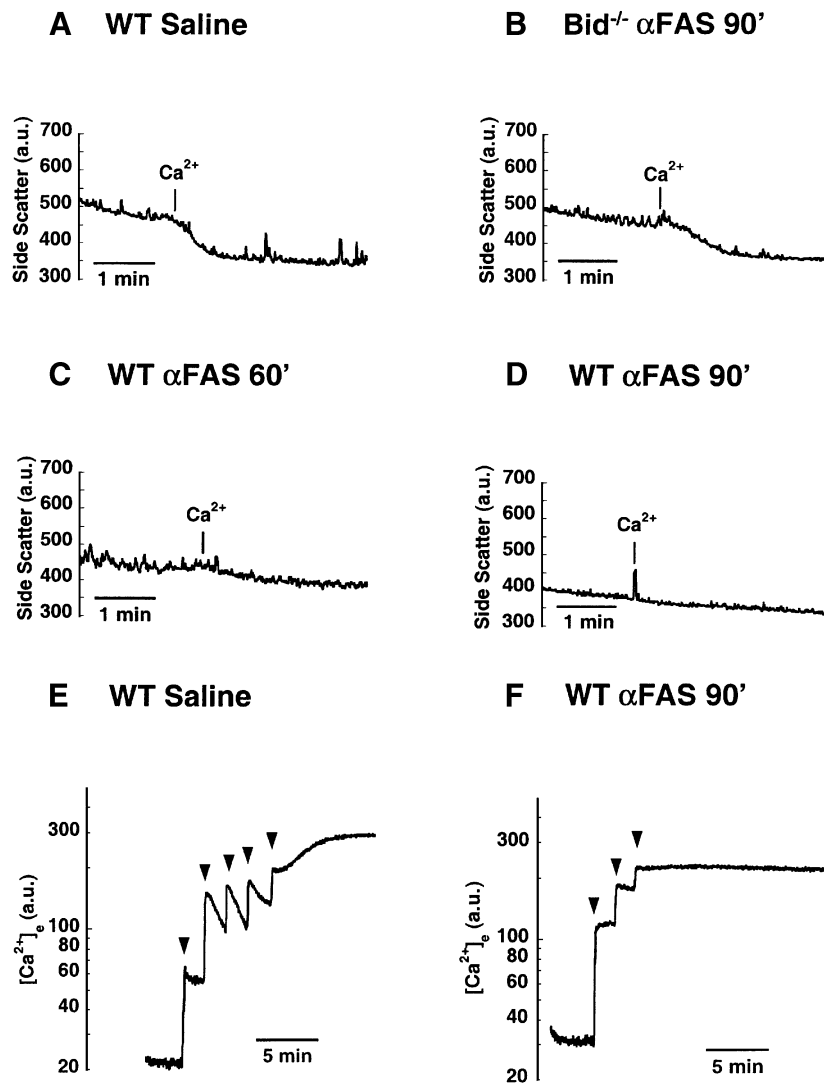 A WT Saline
Side Scatter (a.u.)
700
600
500
400
300
Ca²⁺
1 min
B Bid⁻/⁻ αFAS 90’
Side Scatter (a.u.)
700
600
500
400
300
Ca²⁺
1 min
C WT αFAS 60’
Side Scatter (a.u.)
700
600
500
400
300
Ca²⁺
1 min
D WT αFAS 90’
Side Scatter (a.u.)
700
600
500
400
300
Ca²⁺
1 min
E WT Saline
[Ca²⁺]ₑ (a.u.)
300
100
80
60
40
20
5 min
F WT αFAS 90’
[Ca²⁺]ₑ (a.u.)
300
100
80
60
40
20
5 min